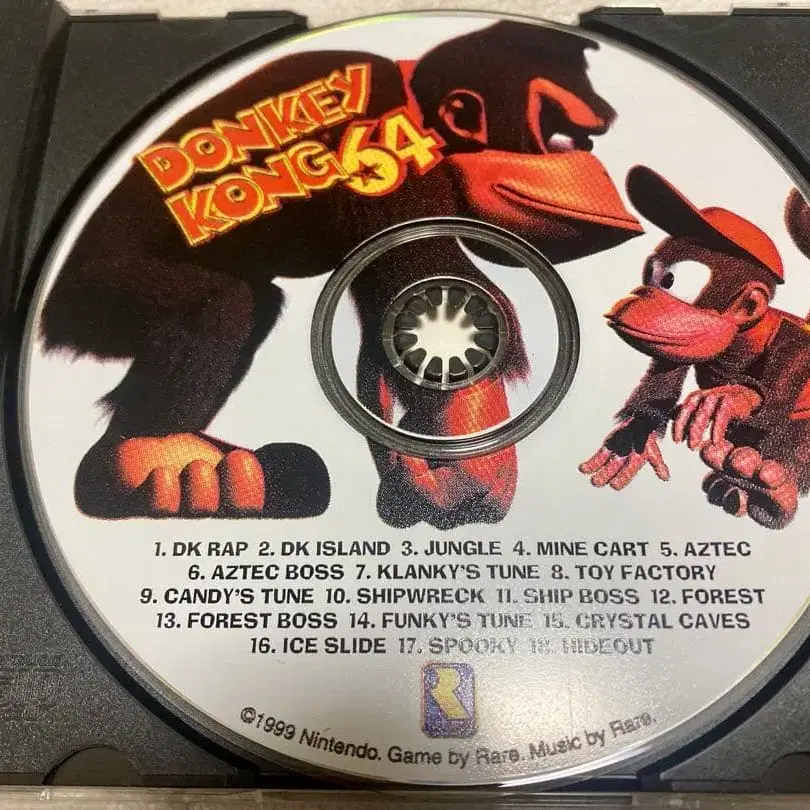 DONKEY
KONG 64
1. DK RAP 2. DK ISLAND 3. JUNGLE 4. MINE CART 5. AZTEC
6. AZTEC BOSS 7. KLANKY'S TUNE 8. TOY FACTORY
9. CANDY'S TUNE 10. SHIPWRECK 11. SHIP BOSS 12. FOREST
13. FOREST BOSS 14. FUNKY'S TUNE 15. CRYSTAL CAVES
16. ICE SLIDE 17. SPOOKY 18. HIDEOUT
R
©1999 Nintendo. Game by Rare. Music by Rare.